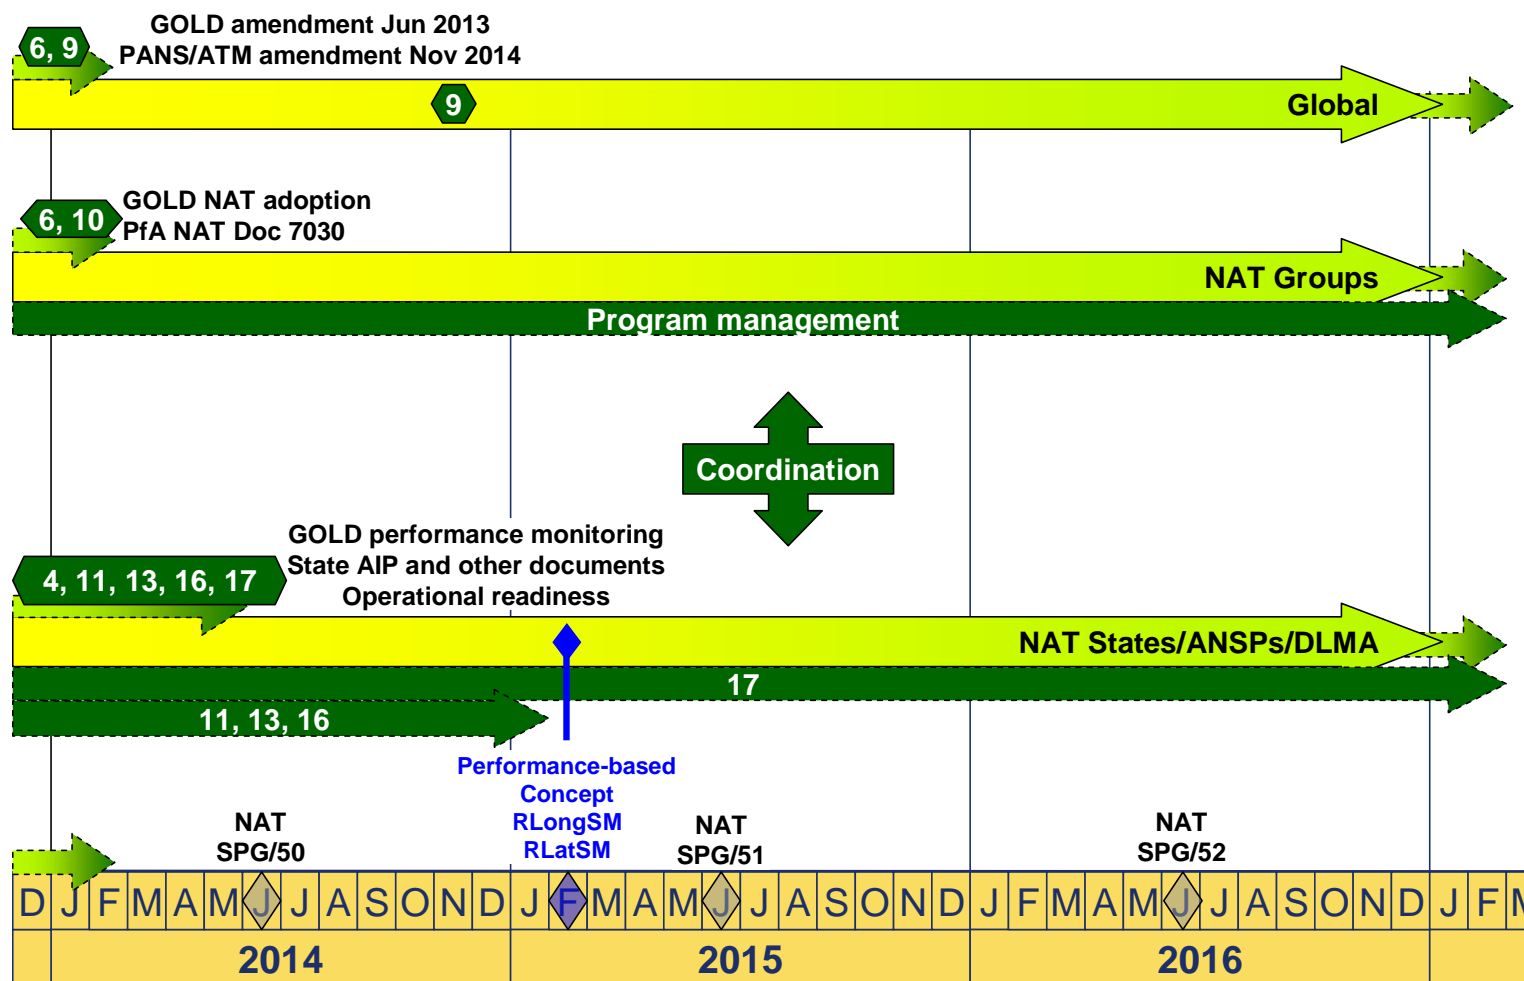 GOLD amendment Jun 2013
6, 9
PANS/ATM amendment Nov 2014
9
Global
GOLD NAT adoption
6, 10
PfA NAT Doc 7030
NAT Groups
Program management
Coordination
GOLD performance monitoring
State AIP and other documents
4, 11, 13, 16, 17
Operational readiness
NAT States/ANSPs/DLMA
17
11, 13, 16
Performance-based
Concept
RLongSM
RLatSM
NAT
SPG/50
NAT
SPG/51
NAT
SPG/52
D J F M A M J J A S O N D J F M A M J J A S O N D J F M A M J J A S O N D J F M
2014 2015 2016